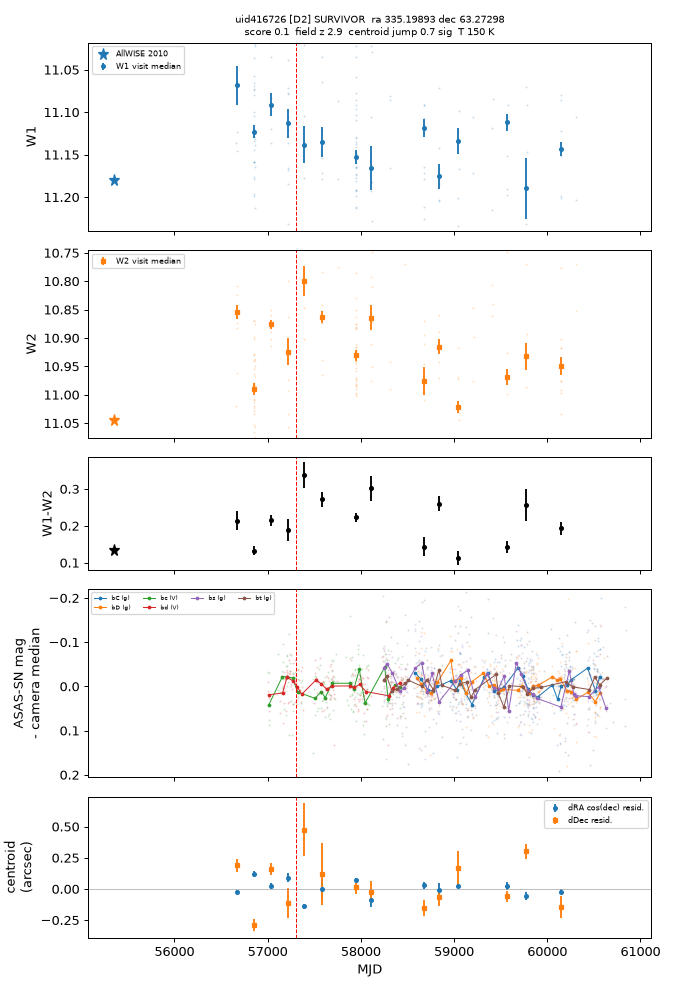 uid416726 [D2] SURVIVOR ra 335.19893 dec 63.27298
score 0.1 field z 2.9 centroid jump 0.7 sig T 150 K
AllWISE 2010
W1 visit median
W1
11.05
11.10
11.15
11.20
W2 visit median
W2
10.75
10.80
10.85
10.90
10.95
11.00
11.05
W1-W2
0.3
0.2
0.1
bC (g)
bD (g)
bc (V)
bd (V)
bs (g)
bt (g)
ASAS-SN mag
- camera median
−0.2
−0.1
0.0
0.1
0.2
dRA cos(dec) resid.
dDec resid.
centroid
(arcsec)
0.50
0.25
0.00
−0.25
56000 57000 58000 59000 60000 61000
MJD